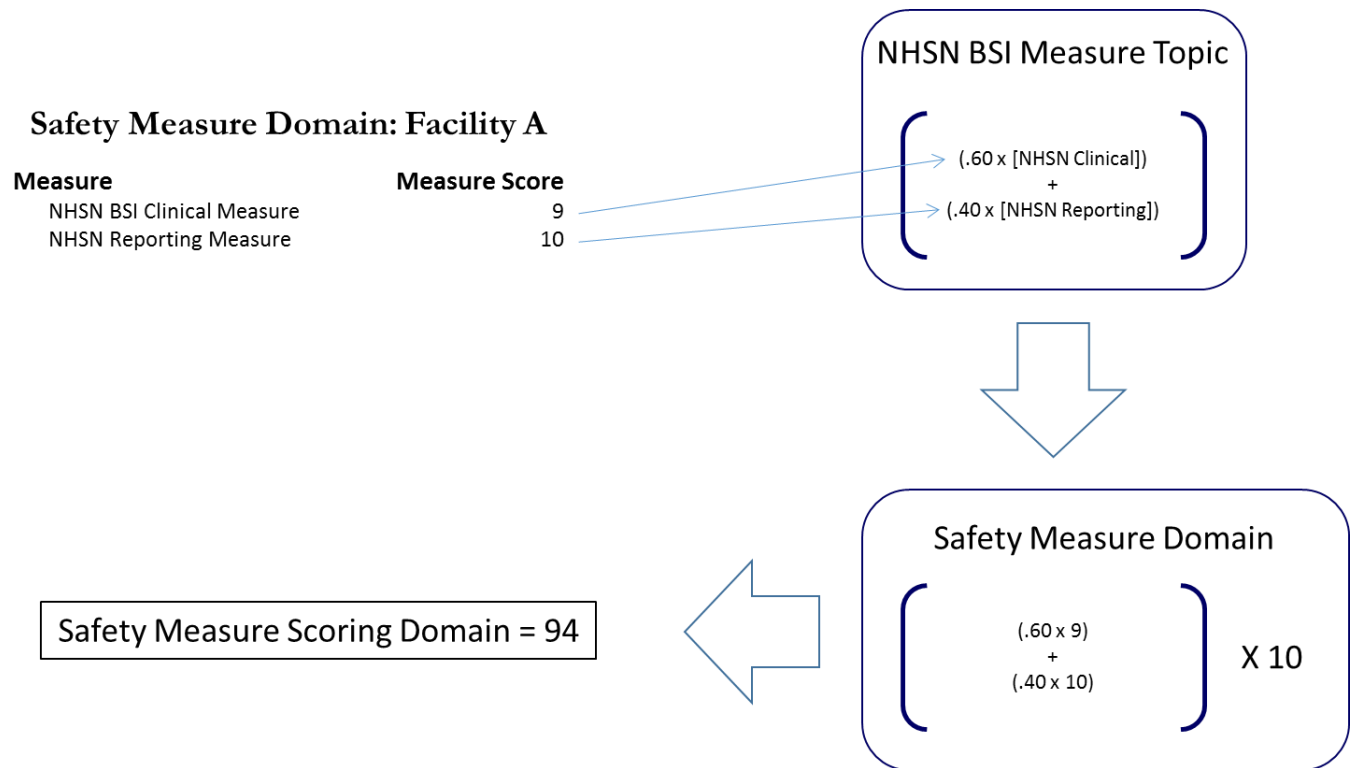 Safety Measure Domain: Facility A
Measure Measure Score
NHSN BSI Clinical Measure 9
NHSN Reporting Measure 10
NHSN BSI Measure Topic
(.60 x [NHSN Clinical])
+
(.40 x [NHSN Reporting])
Safety Measure Domain
(.60 x 9)
+
(.40 x 10)
X 10
Safety Measure Scoring Domain = 94